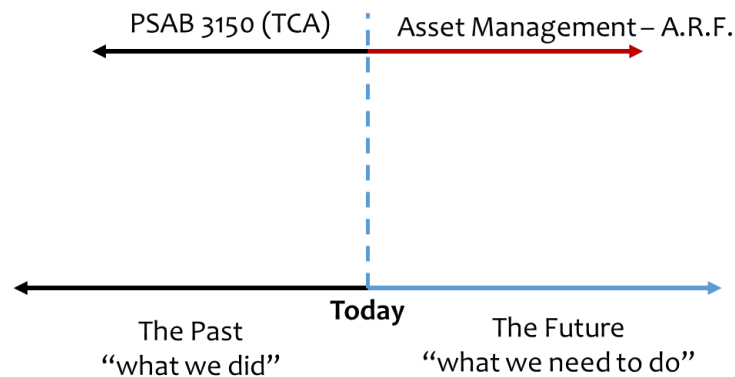 PSAB 3150 (TCA)
Asset Management – A.R.F.
Today
The Past
“what we did”
The Future
“what we need to do”